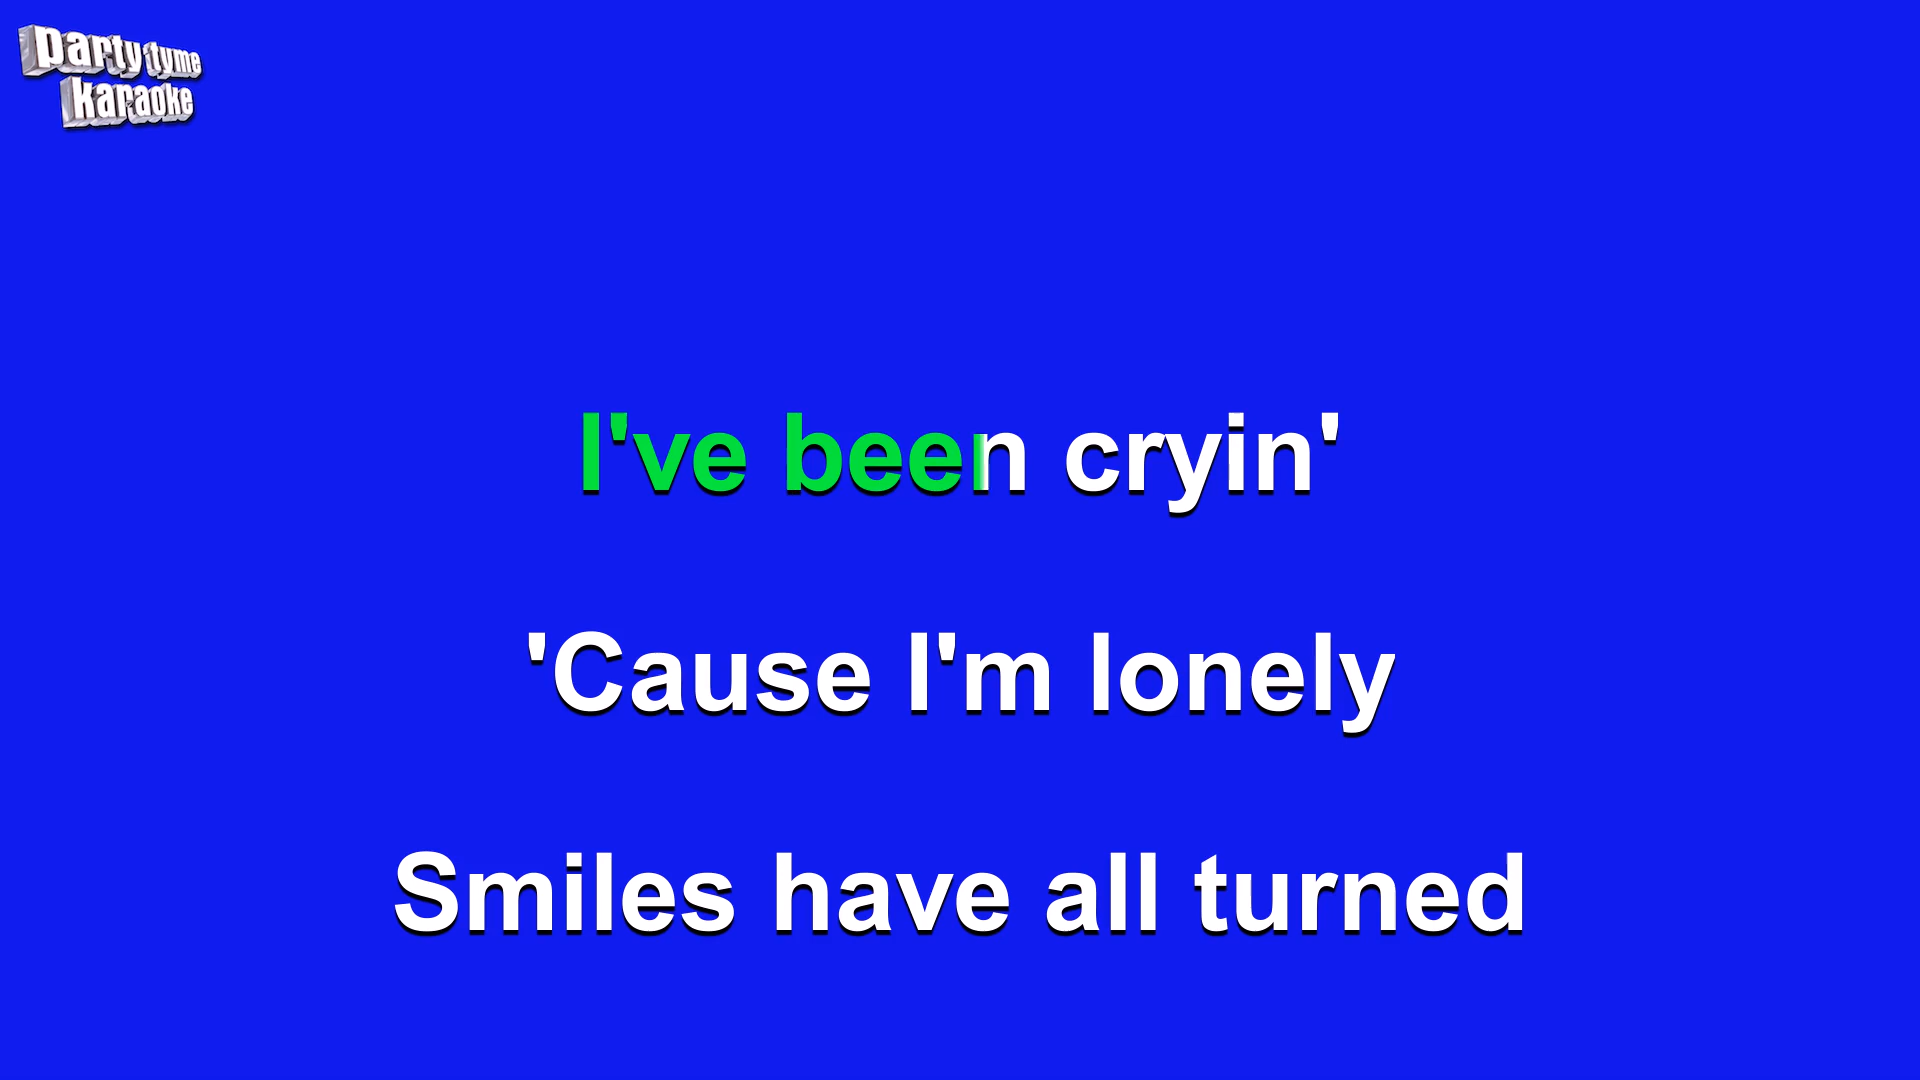 party tyme
karaoke
I've been cryin'
'Cause I'm lonely
Smiles have all turned